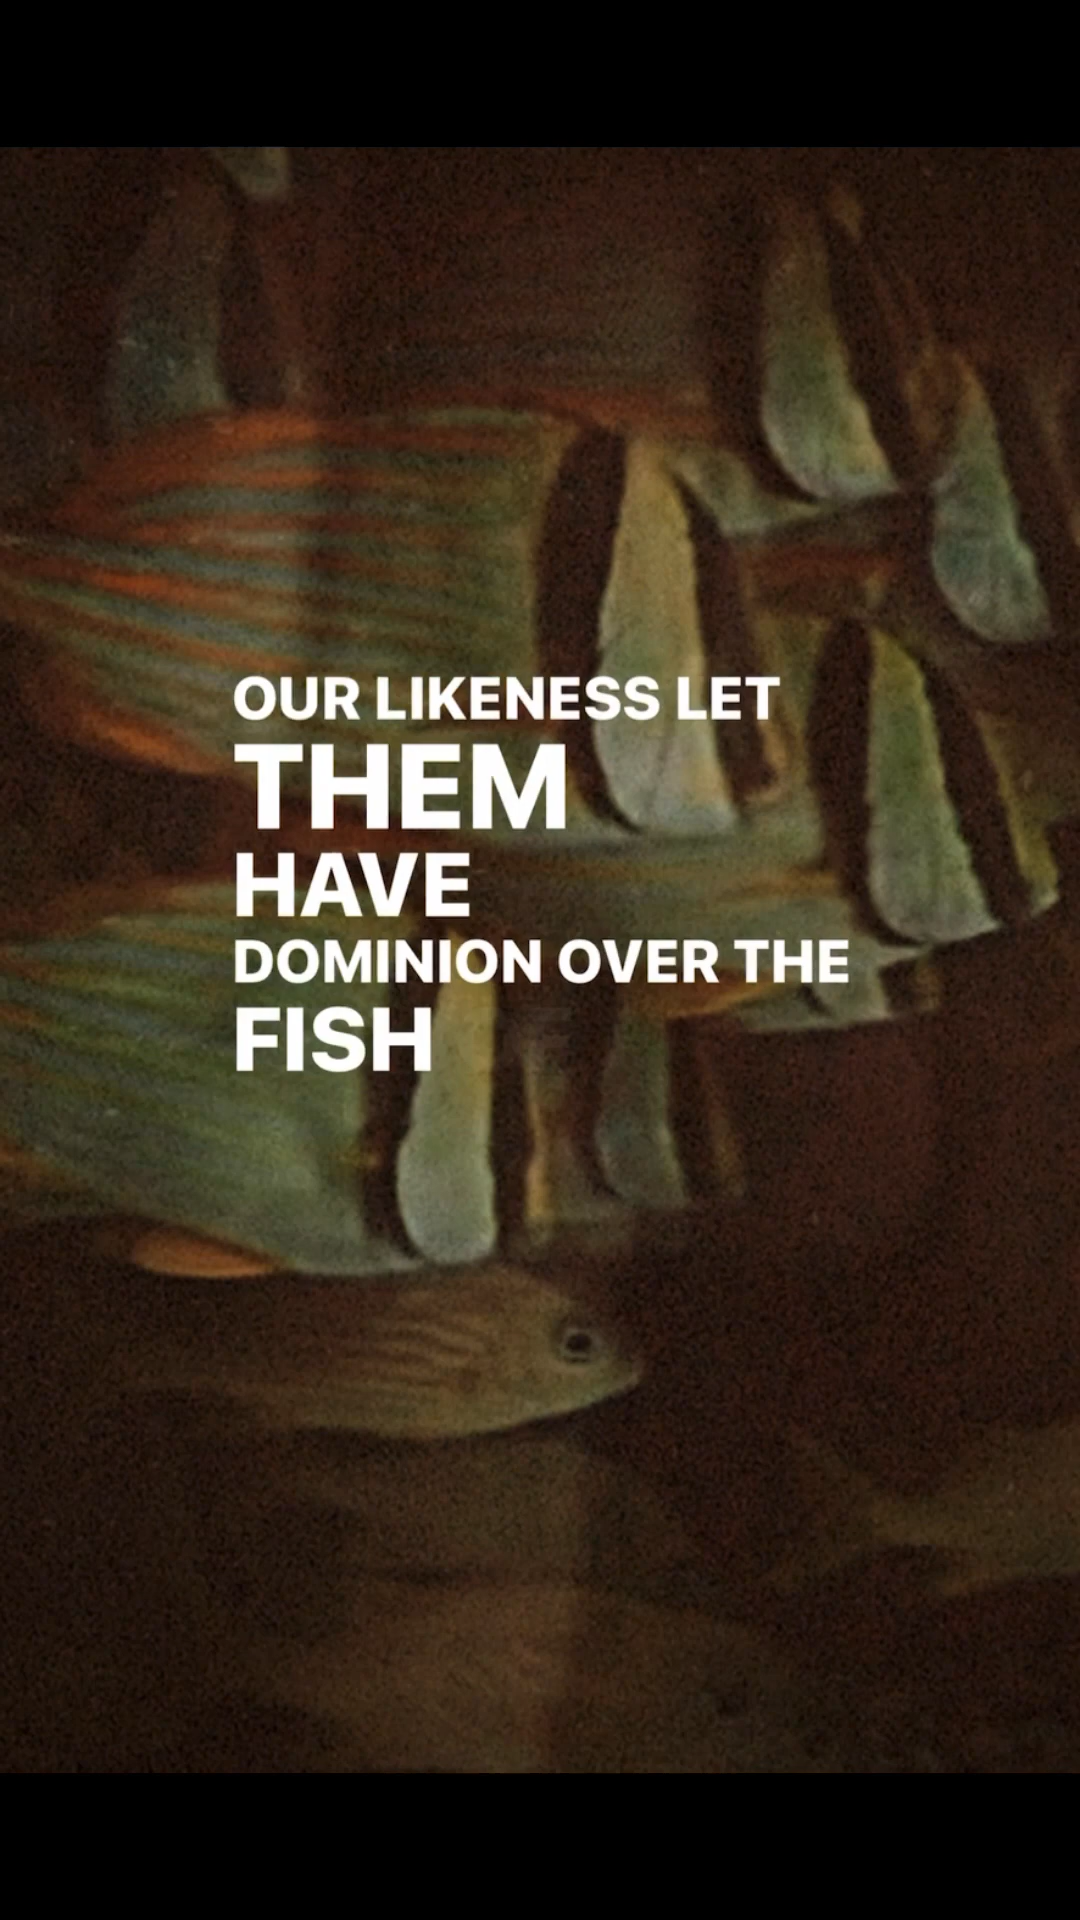 OUR LIKENESS LET
THEM
HAVE
DOMINION OVER THE
FISH